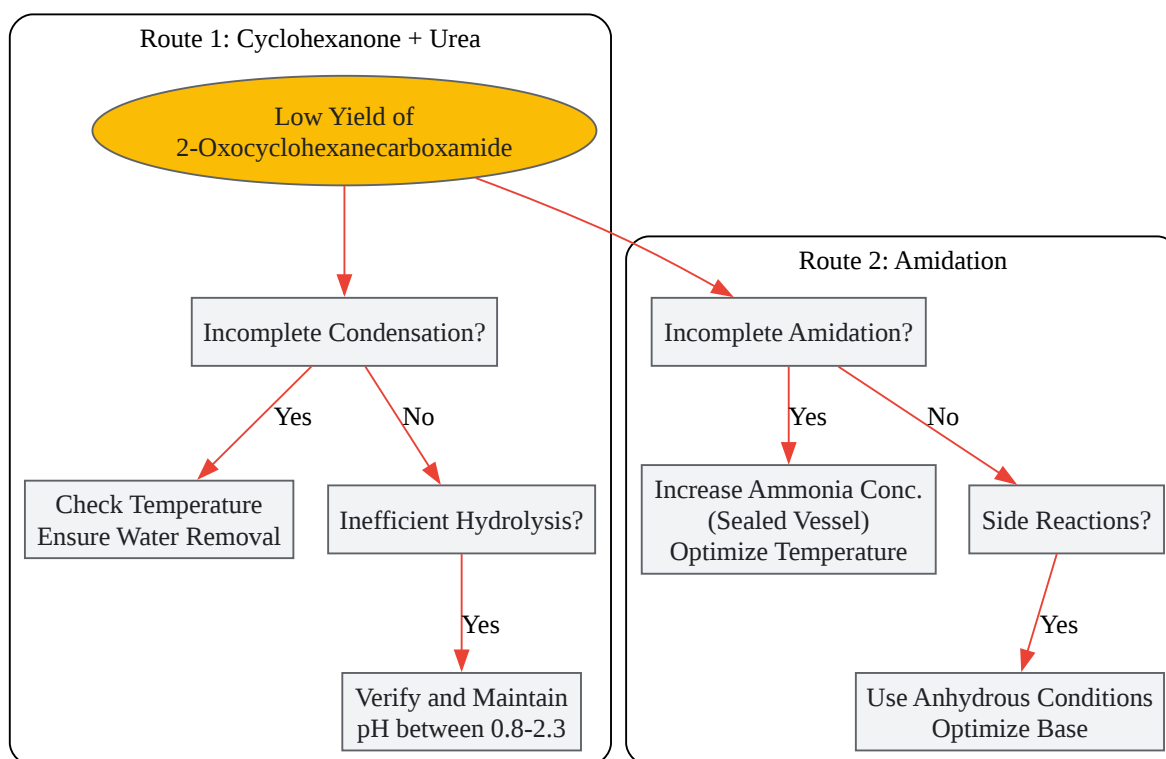 Route 1: Cyclohexanone + Urea
Low Yield of
2-Oxocyclohexanecarboxamide
Route 2: Amidation
Incomplete Condensation?
Incomplete Amidation?
Yes
No
Yes
No
Check Temperature
Ensure Water Removal
Inefficient Hydrolysis?
Increase Ammonia Conc.
(Sealed Vessel)
Optimize Temperature
Side Reactions?
Yes
Yes
Verify and Maintain
pH between 0.8-2.3
Use Anhydrous Conditions
Optimize Base